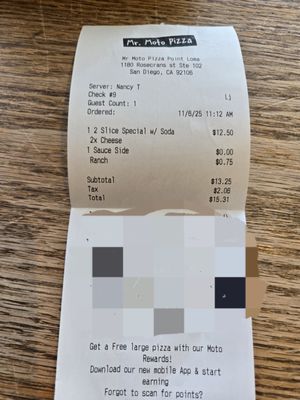 Mr. Moto Pizza
Mr Moto Pizza Point Loma
1180 Rosecrans st Ste 102
San Diego, CA 92106
Server: Nancy T
Check #9 Lj
Guest Count: 1
Ordered: 11/6/25 11:12 AM
1 2 Slice Special w/ Soda $12.50
2x Cheese
1 Sauce Side $0.00
Ranch $0.75
Subtotal $13.25
Tax $2.06
Total $15.31
Get a Free large pizza with our Moto
Rewards!
Download our new mobile App & start
earning
Forgot to scan for points?